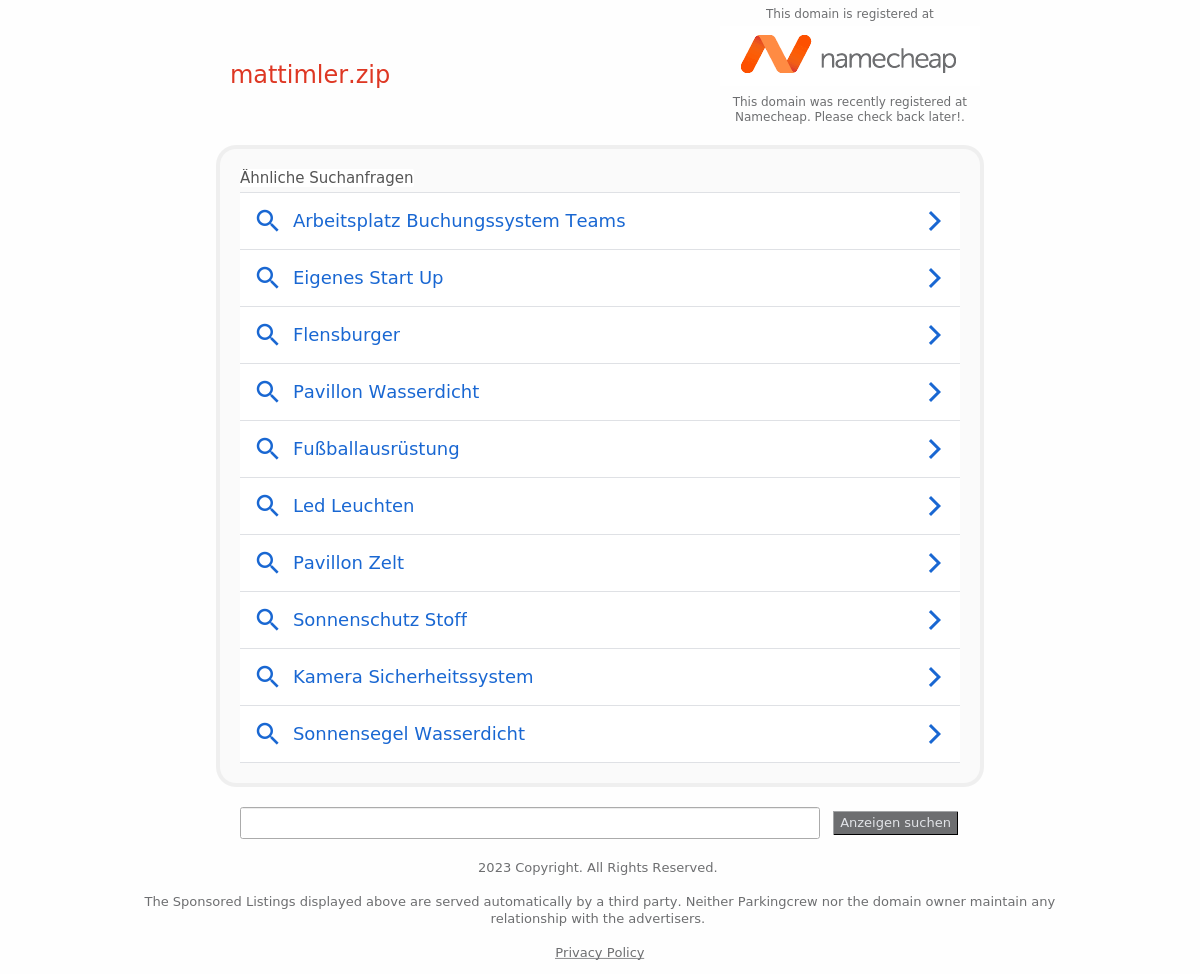 This domain is registered at
namecheap
mattimler.zip
This domain was recently registered at
Namecheap. Please check back later!.
Ähnliche Suchanfragen
Arbeitsplatz Buchungssystem Teams
Eigenes Start Up
Flensburger
Pavillon Wasserdicht
Fußballausrüstung
Led Leuchten
Pavillon Zelt
Sonnenschutz Stoff
Kamera Sicherheitssystem
Sonnensegel Wasserdicht
Anzeigen suchen
2023 Copyright. All Rights Reserved.
The Sponsored Listings displayed above are served automatically by a third party. Neither Parkingcrew nor the domain owner maintain any
relationship with the advertisers.
Privacy Policy